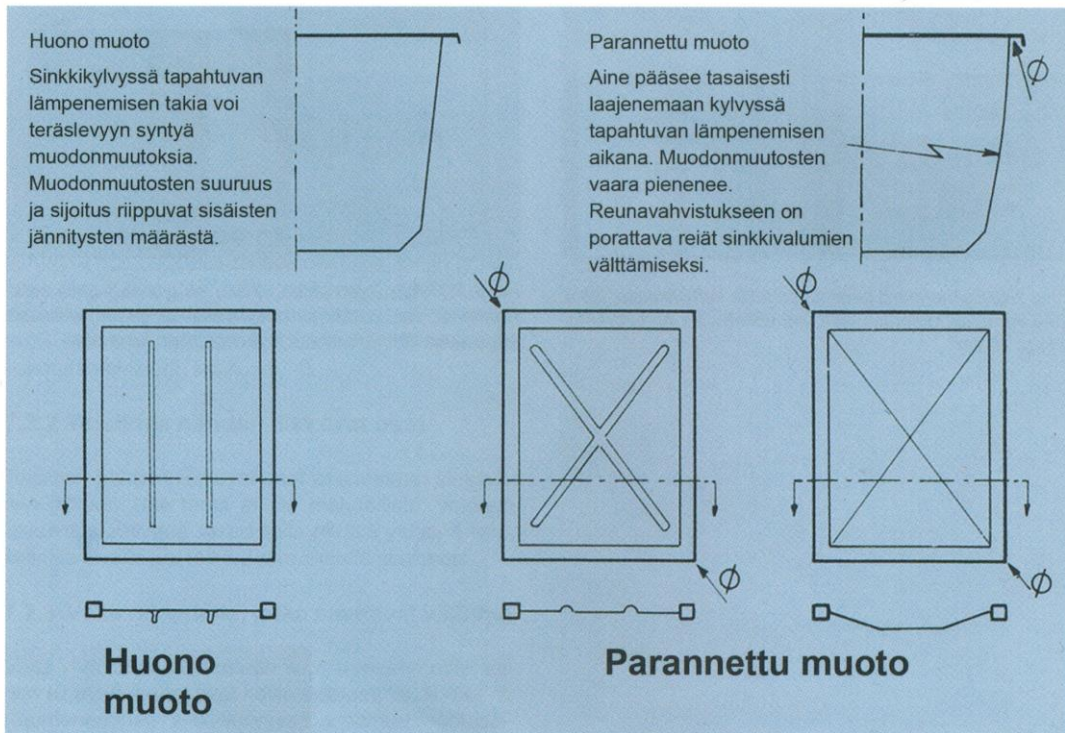 Huono muoto
Sinkkikylvyssä tapahtuvan
lämpenemisen takia voi
teräslevyyn syntyä
muodonmuutoksia.
Muodonmuutosten suuruus
ja sijoitus riippuvat sisäisten
jännitysten määrästä.
Parannettu muoto
Aine pääsee tasaisesti
laajenemaan kylvyssä
tapahtuvan lämpenemisen
aikana. Muodonmuutosten
vaara pienenee.
Reunavahvistukseen on
porattava reiät sinkkivalumien
välttämiseksi.
Ø
Ø
Ø
Huono
muoto
Parannettu muoto